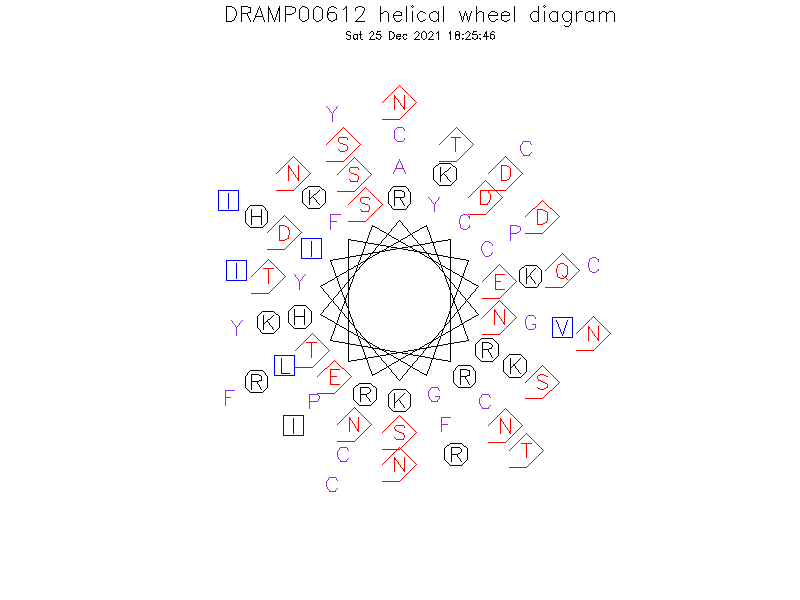 DRAMP00612 helical wheel diagram
Sat 25 Dec 2021 18:25:46
N
Y
C
S T C
A
N S K D
I K S R Y D
H F C D
D P
I C
I T Y E K Q C
Y K H N G V N
T R
L K
R E R S
F R G
P K C
I N F N
S
C R T
N
C